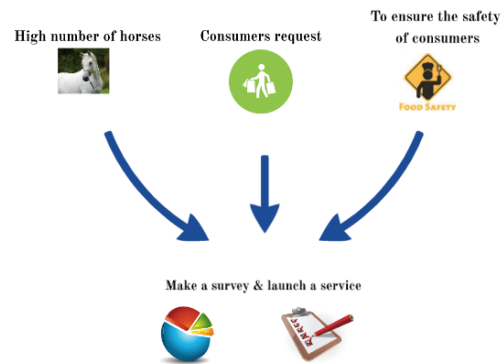 High number of horses
Consumers request
To ensure the safety
of consumers
FOOD SAFETY
Make a survey & launch a service